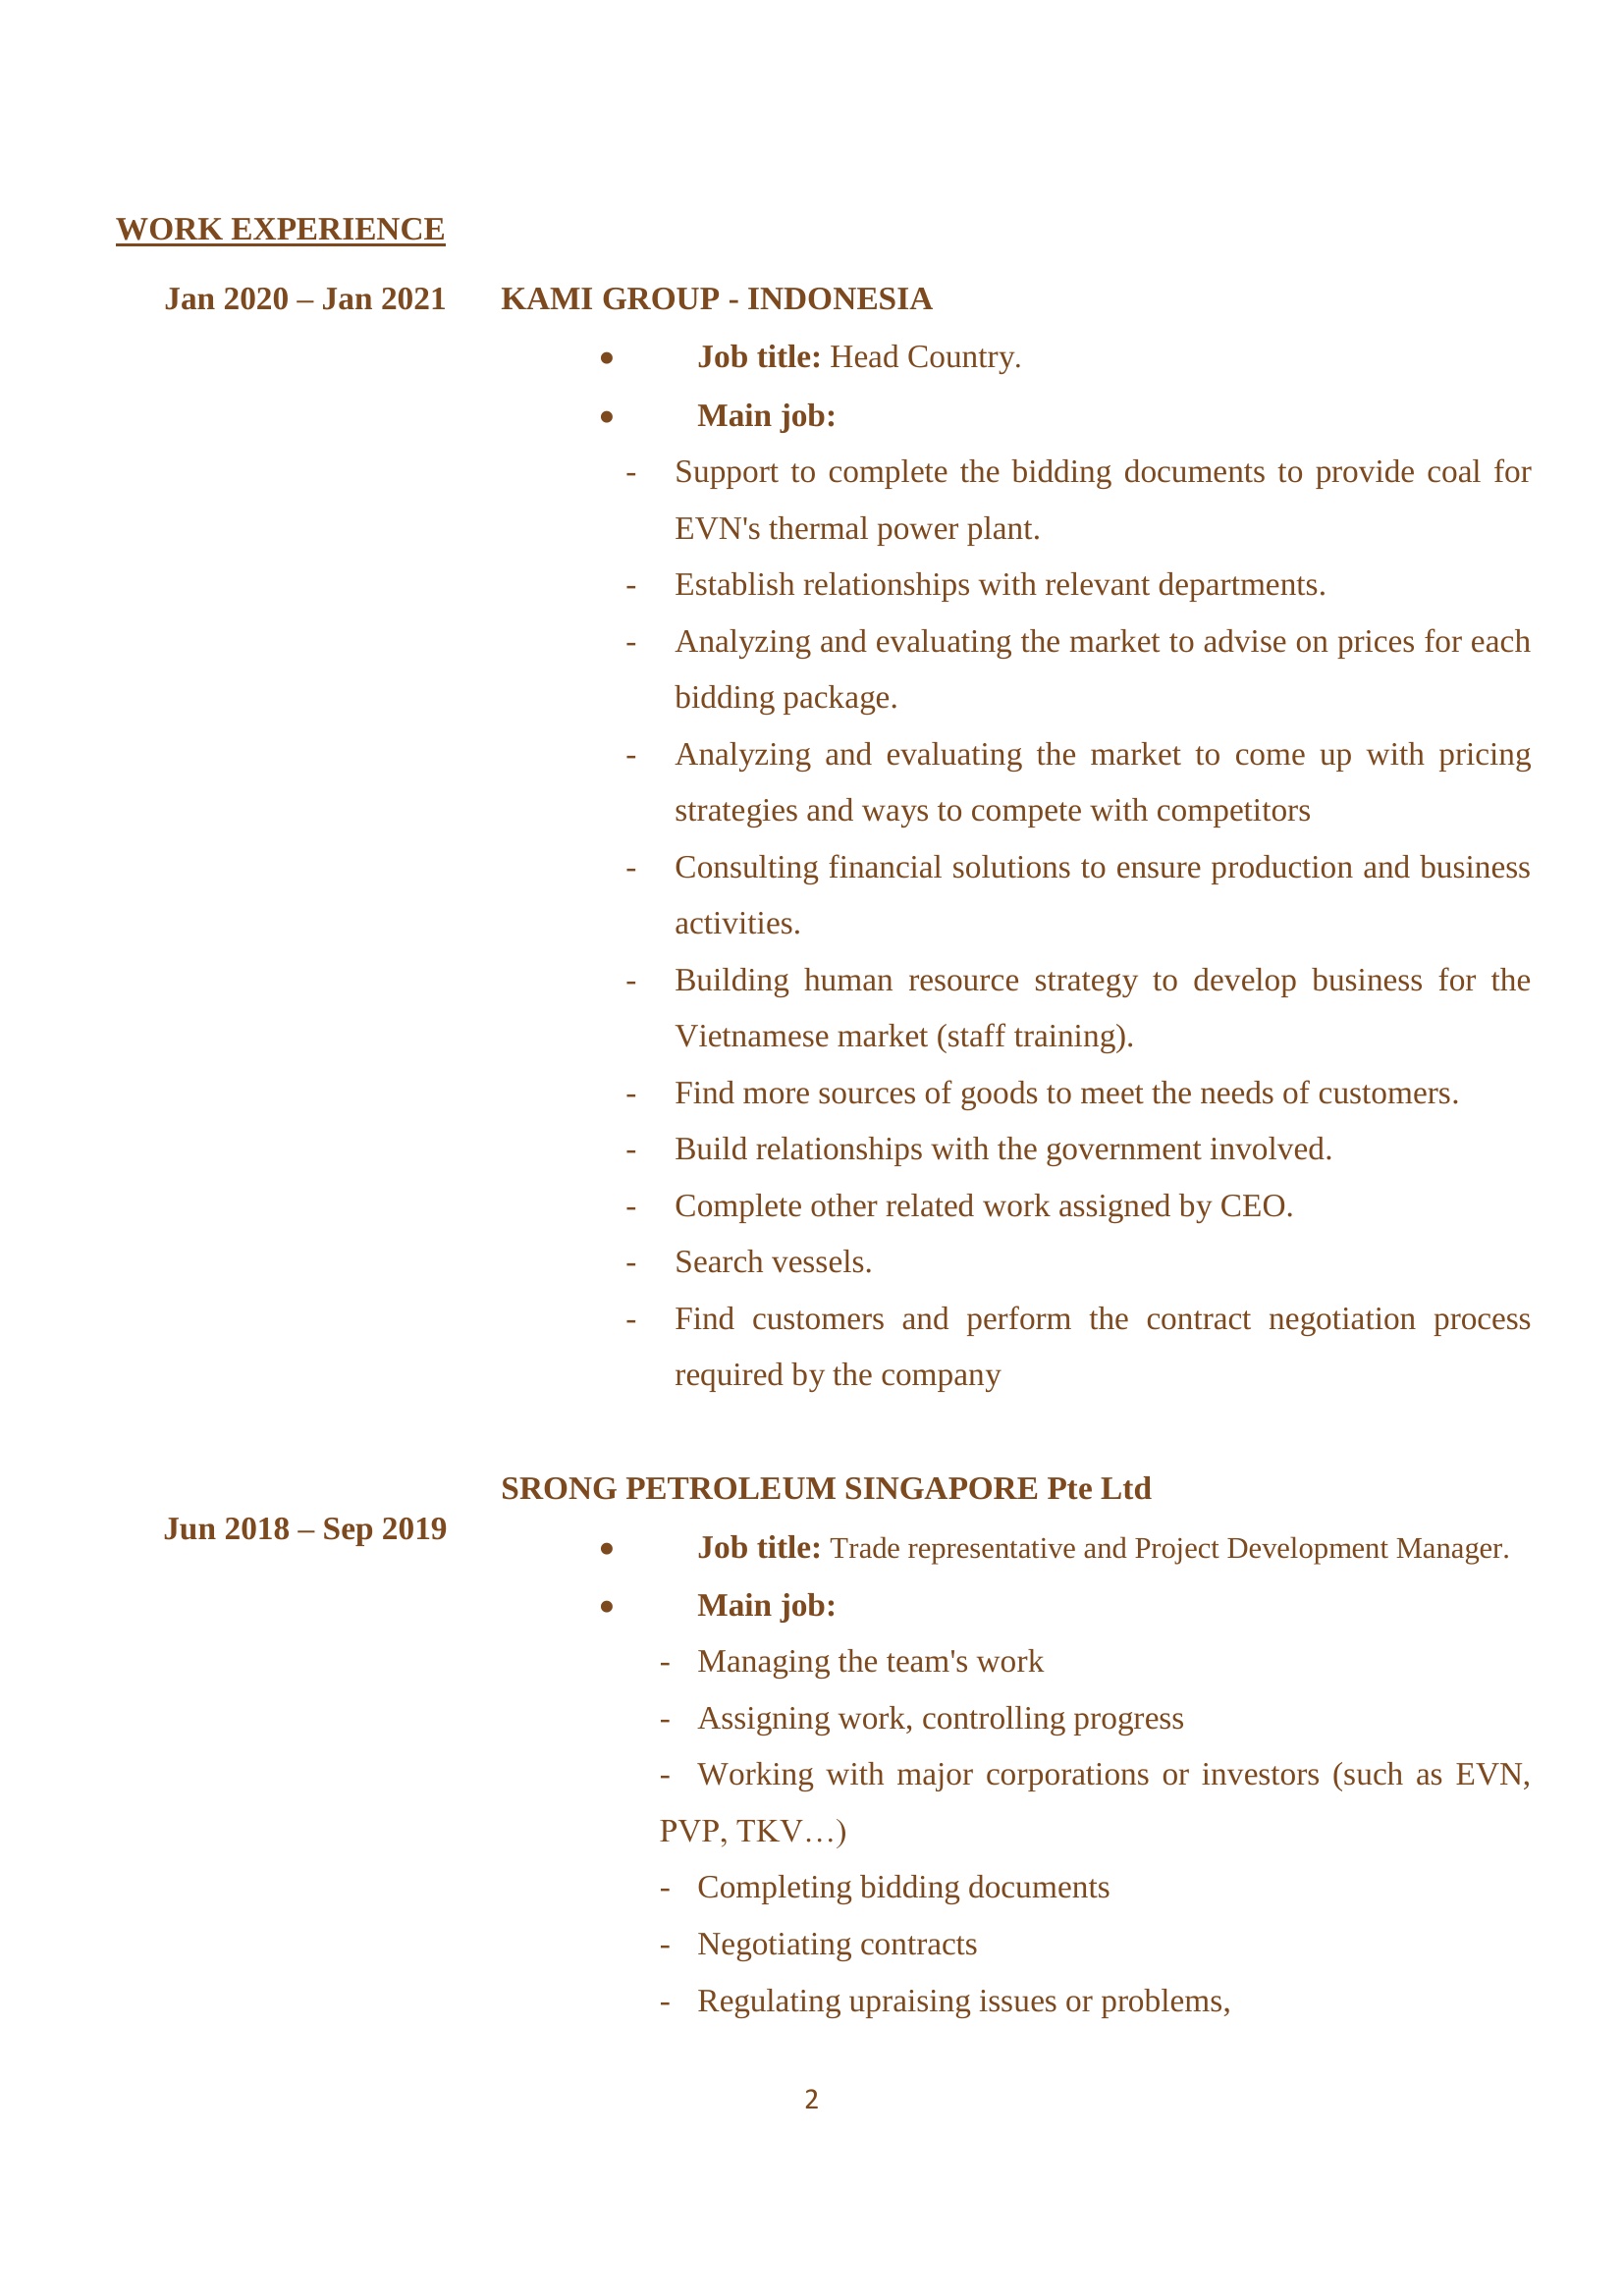 WORK EXPERIENCE
Jan 2020 – Jan 2021 KAMI GROUP - INDONESIA
• Job title: Head Country.
• Main job:
- Support to complete the bidding documents to provide coal for
EVN's thermal power plant.
- Establish relationships with relevant departments.
- Analyzing and evaluating the market to advise on prices for each
bidding package.
- Analyzing and evaluating the market to come up with pricing
strategies and ways to compete with competitors
- Consulting financial solutions to ensure production and business
activities.
- Building human resource strategy to develop business for the
Vietnamese market (staff training).
- Find more sources of goods to meet the needs of customers.
- Build relationships with the government involved.
- Complete other related work assigned by CEO.
- Search vessels.
- Find customers and perform the contract negotiation process
required by the company
SRONG PETROLEUM SINGAPORE Pte Ltd
Jun 2018 – Sep 2019
• Job title: Trade representative and Project Development Manager.
• Main job:
- Managing the team's work
- Assigning work, controlling progress
- Working with major corporations or investors (such as EVN,
PVP, TKV…)
- Completing bidding documents
- Negotiating contracts
- Regulating upraising issues or problems,
2